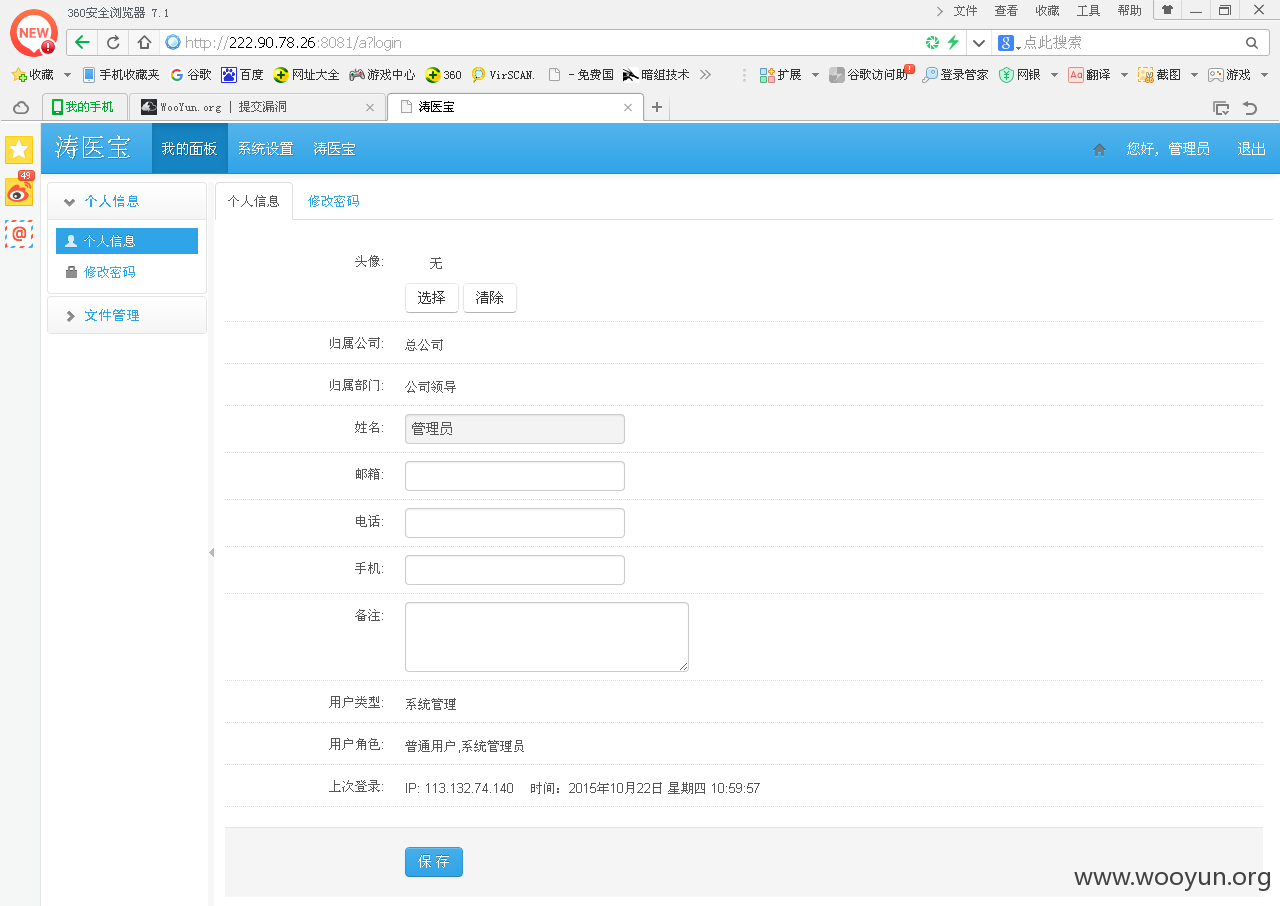 360安全浏览器 7.1
文件 查看 收藏 工具 帮助
NEW
http://222.90.78.26:8081/a?login
点此搜索
收藏 手机收藏夹 谷歌 百度 网址大全 游戏中心 360 VirSCAN. - 免费国 暗组技术 扩展 谷歌访问助 登录管家 网银 翻译 截图 游戏
我的手机 WooYun.org | 提交漏洞 涛医宝
涛医宝 我的面板 系统设置 涛医宝 您好, 管理员 退出
49
个人信息
个人信息
修改密码
文件管理
个人信息 修改密码
头像: 无
选择 清除
归属公司: 总公司
归属部门: 公司领导
姓名: 管理员
邮箱:
电话:
手机:
备注:
用户类型: 系统管理
用户角色: 普通用户,系统管理员
上次登录: IP: 113.132.74.140 时间：2015年10月22日 星期四 10:59:57
保 存
www.wooyun.org